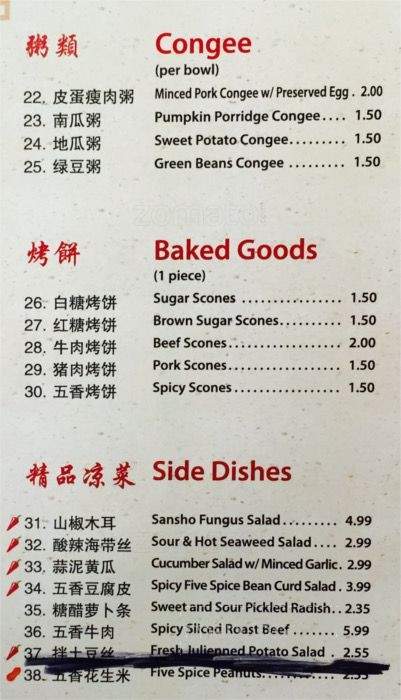 粥類 Congee
(per bowl)
22. 皮蛋瘦肉粥 Minced Pork Congee w/ Preserved Egg . 2.00
23. 南瓜粥 Pumpkin Porridge Congee.... 1.50
24. 地瓜粥 Sweet Potato Congee......... 1.50
25. 绿豆粥 Green Beans Congee ......... 1.50
zomato
烤餅 Baked Goods
(1 piece)
26. 白糖烤饼 Sugar Scones ................ 1.50
27. 红糖烤饼 Brown Sugar Scones.......... 1.50
28. 牛肉烤饼 Beef Scones.................. 2.00
29. 猪肉烤饼 Pork Scones.................. 1.50
30. 五香烤饼 Spicy Scones ................. 1.50
精品凉菜 Side Dishes
31. 山椒木耳 Sansho Fungus Salad......... 4.99
32. 酸辣海带丝 Sour & Hot Seaweed Salad .... 2.99
33. 蒜泥黄瓜 Cucumber Salad w/ Minced Garlic. 2.99
34. 五香豆腐皮 Spicy Five Spice Bean Curd Salad . 3.99
35. 糖醋萝卜条 Sweet and Sour Pickled Radish.. 2.35
36. 五香牛肉 Spicy Sliced Roast Beef ....... 5.99
37. 拌土豆丝 Fresh Julienned Potato Salad . 2.55
38. 五香花生米 Five Spice Peanuts.